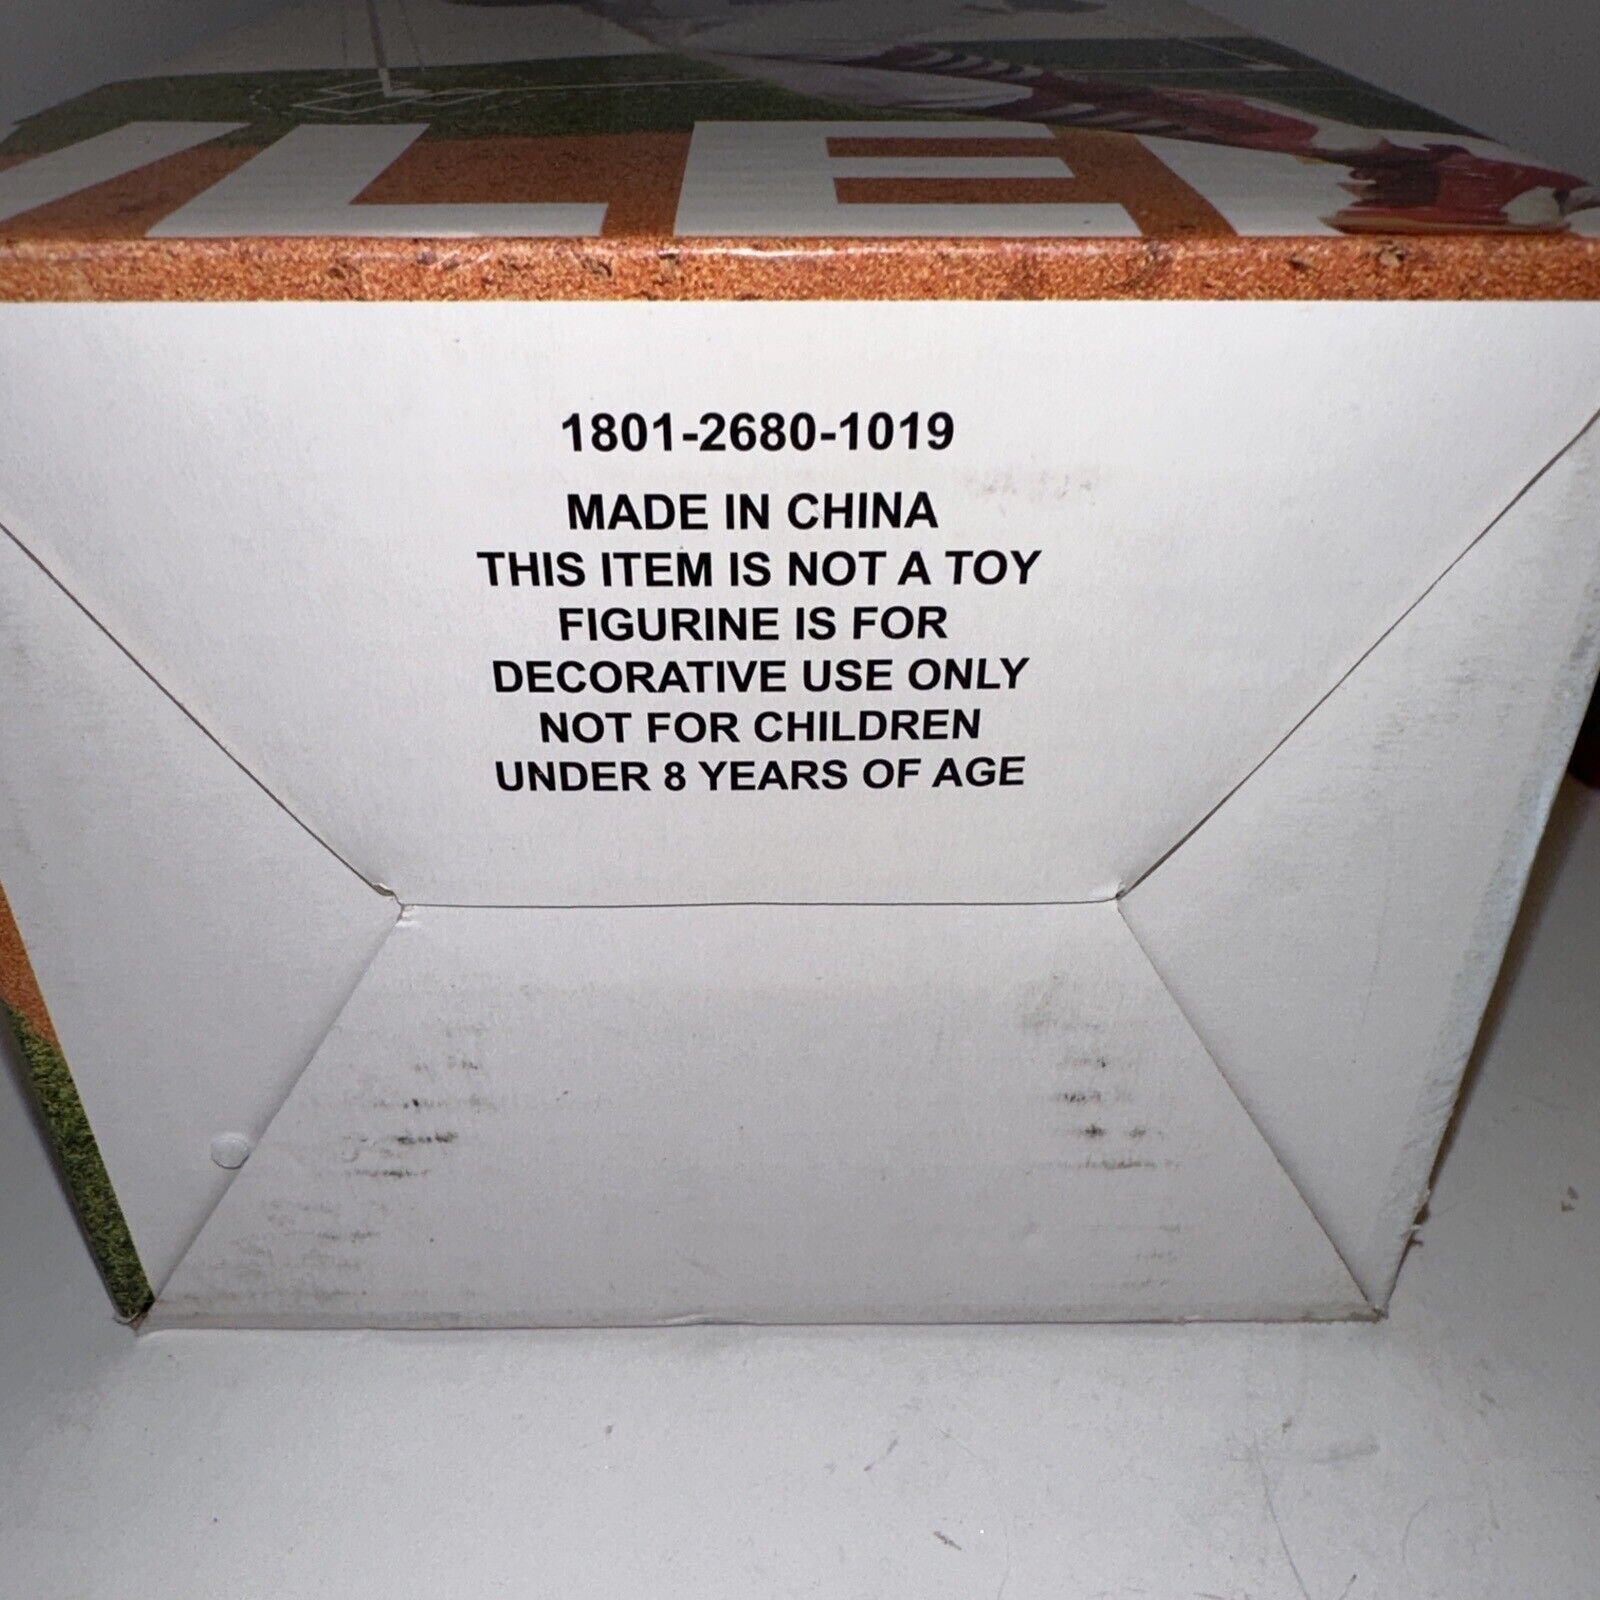 LE
1801-2680-1019
MADE IN CHINA
THIS ITEM IS NOT A TOY
FIGURINE IS FOR
DECORATIVE USE ONLY
NOT FOR CHILDREN
UNDER 8 YEARS OF AGE